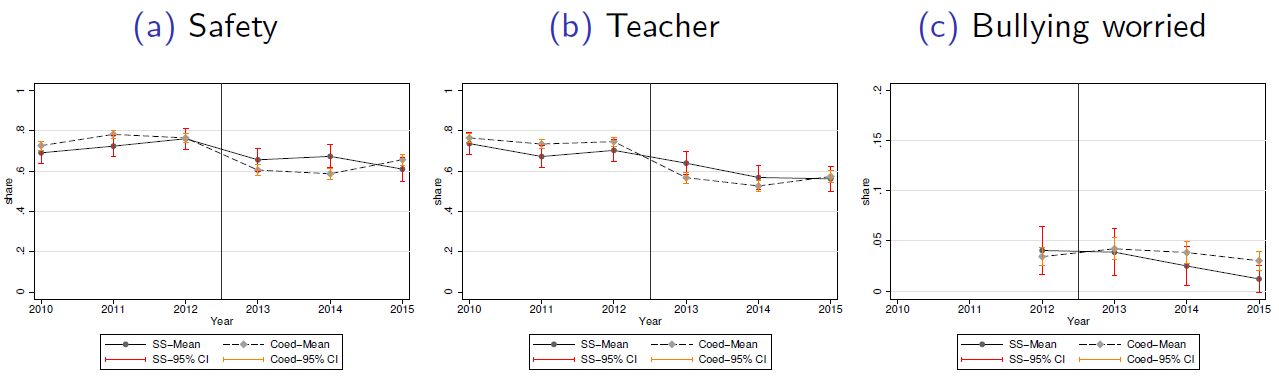 (a) Safety
share
0 .2 .4 .6 .8 1
2010 2011 2012 2013 2014 2015
Year
SS−Mean Coed−Mean
SS−95% CI Coed−95% CI
(b) Teacher
share
0 .2 .4 .6 .8 1
2010 2011 2012 2013 2014 2015
Year
SS−Mean Coed−Mean
SS−95% CI Coed−95% CI
(c) Bullying worried
share
0 .05 .1 .15 .2
2010 2011 2012 2013 2014 2015
Year
SS−Mean Coed−Mean
SS−95% CI Coed−95% CI